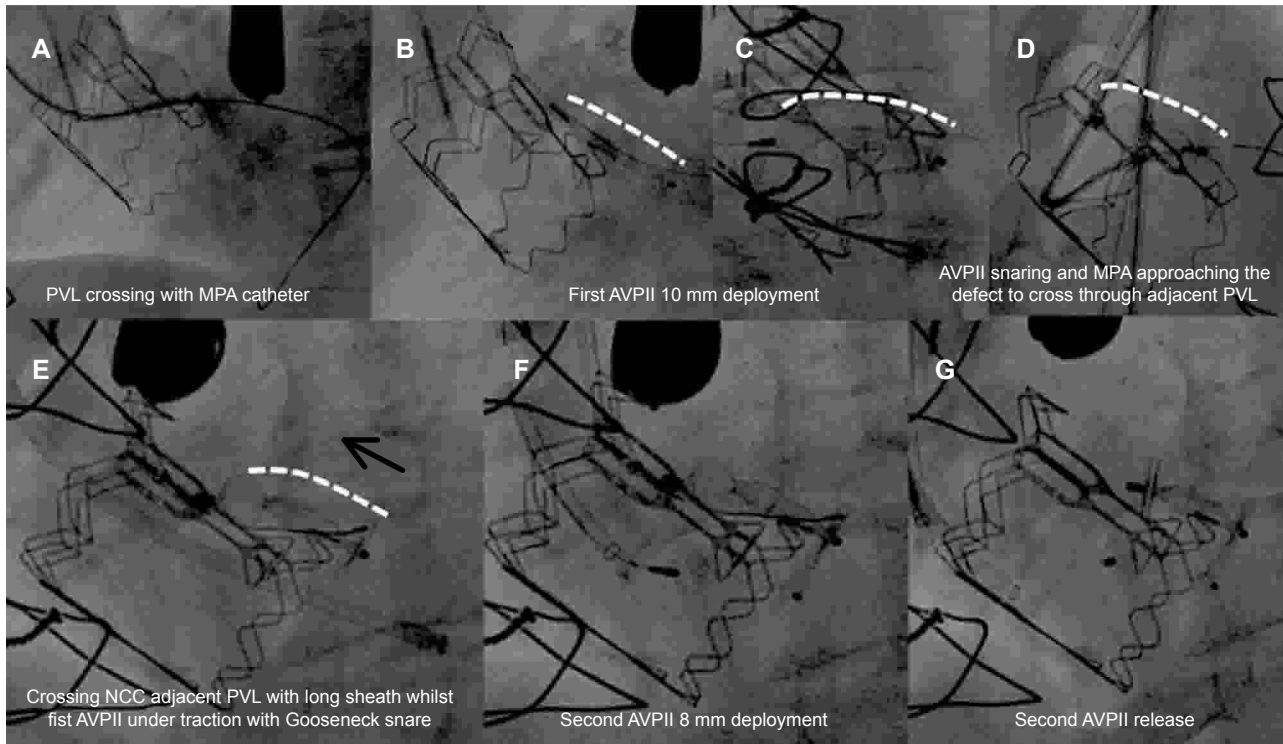 A
B
C
D
PVL crossing with MPA catheter
First AVPII 10 mm deployment
AVPII snaring and MPA approaching the
defect to cross through adjacent PVL
E
F
G
Crossing NCC adjacent PVL with long sheath whilst
fist AVPII under traction with Gooseneck snare
Second AVPII 8 mm deployment
Second AVPII release